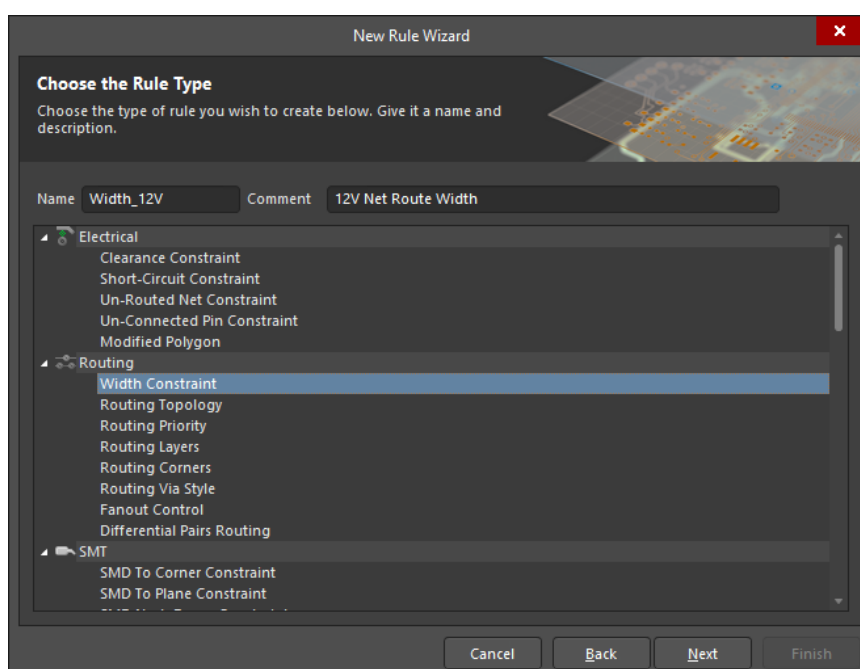 New Rule Wizard
Choose the Rule Type
Choose the type of rule you wish to create below. Give it a name and
description.
Name Width_12V Comment 12V Net Route Width
Electrical
Clearance Constraint
Short-Circuit Constraint
Un-Routed Net Constraint
Un-Connected Pin Constraint
Modified Polygon
Routing
Width Constraint
Routing Topology
Routing Priority
Routing Layers
Routing Corners
Routing Via Style
Fanout Control
Differential Pairs Routing
SMT
SMD To Corner Constraint
SMD To Plane Constraint
Cancel Back Next Finish